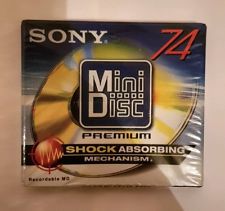 SONY 74
Mini
Disc
PREMIUM
SHOCK ABSORBING
MECHANISM
Recordable MD